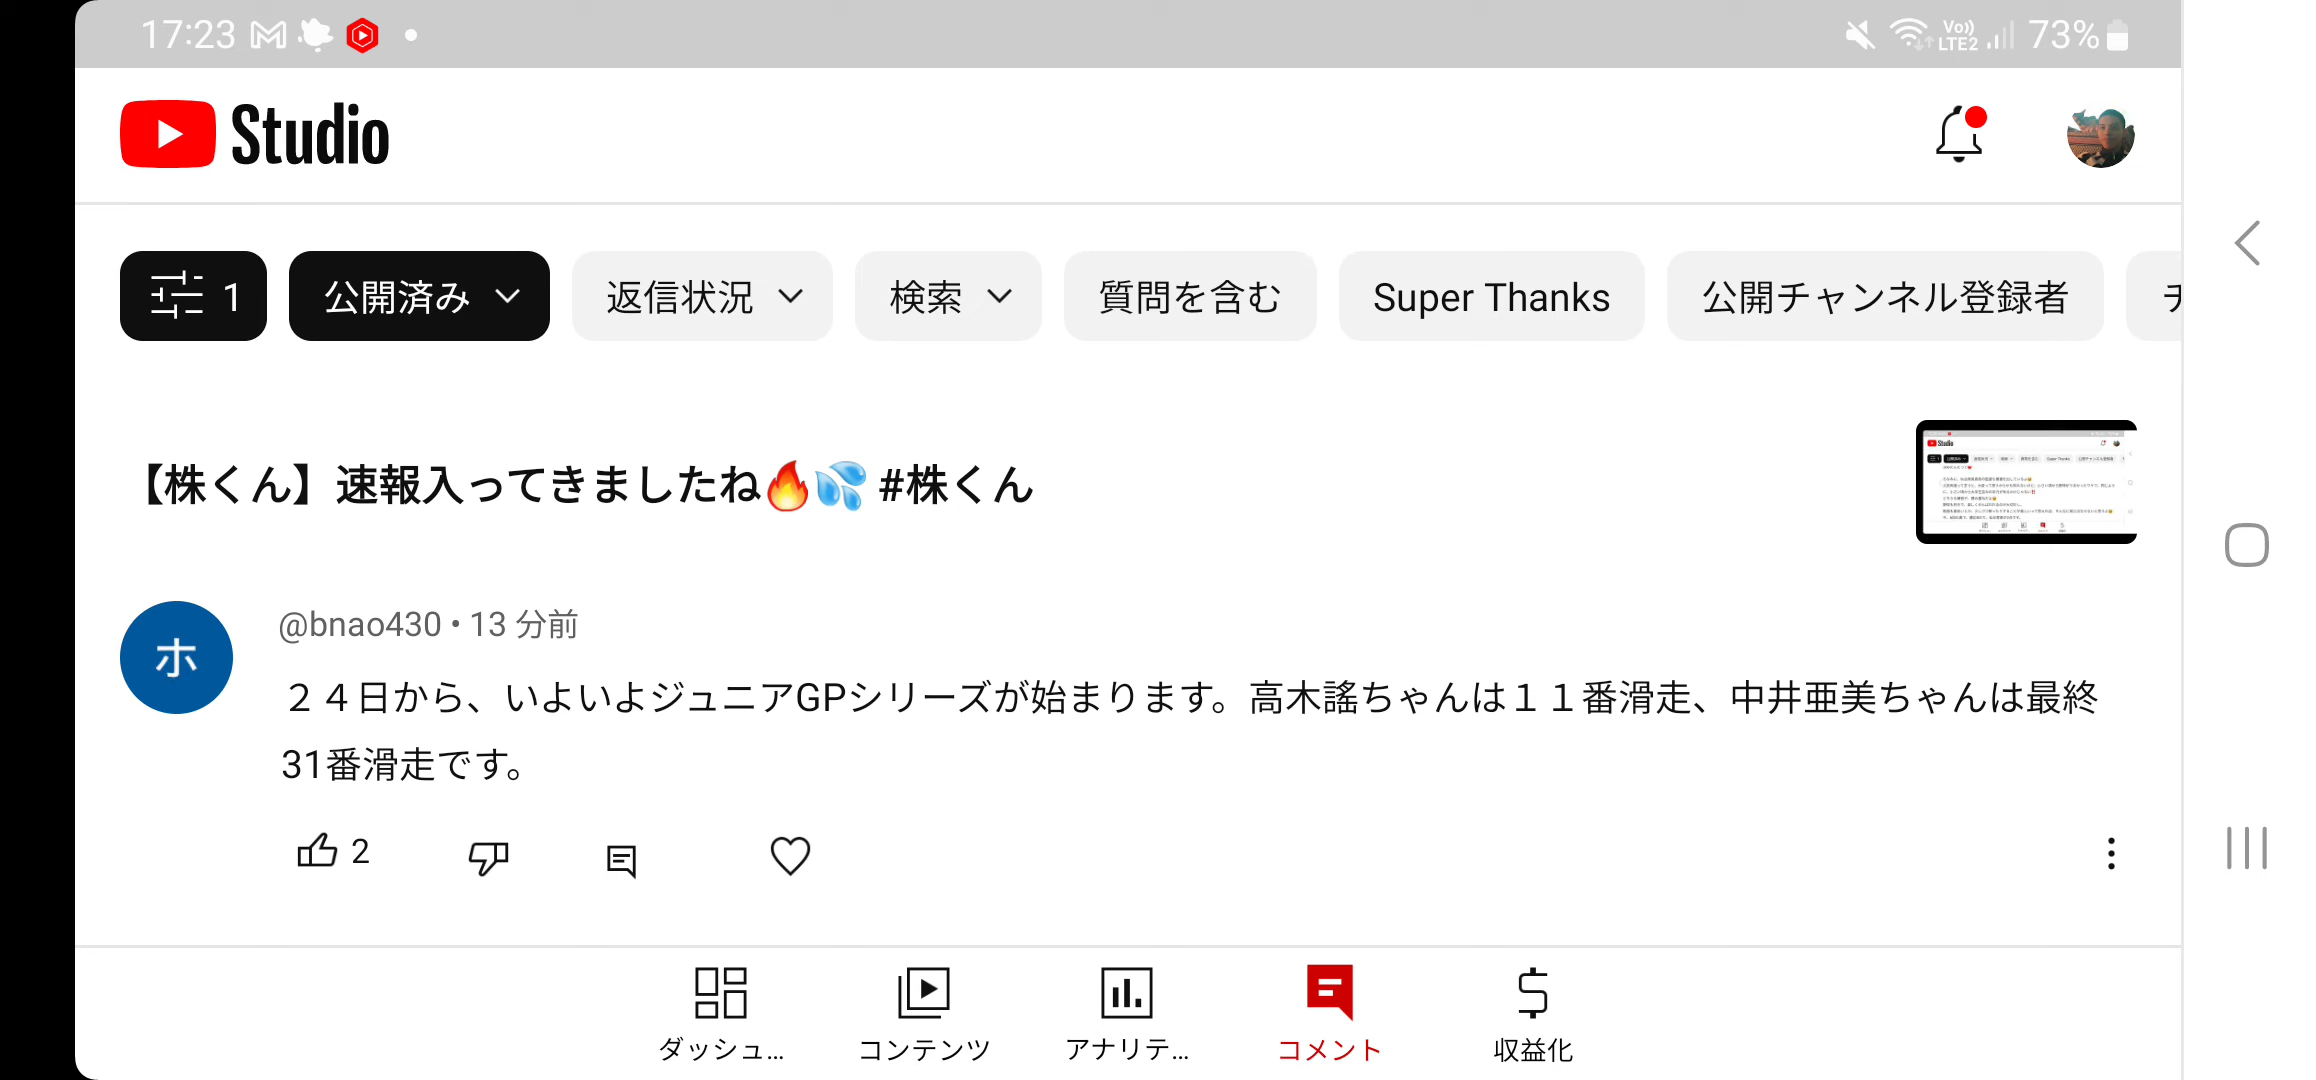 17:23
Vo)) LTE2 73%
Studio
1 公開済み 返信状況 検索 質問を含む Super Thanks 公開チャンネル登録者
【株くん】速報入ってきましたね🔥💦 #株くん
ホ
@bnao430 • 13 分前
２４日から、いよいよジュニアGPシリーズが始まります。高木謠ちゃんは１１番滑走、中井亜美ちゃんは最終
31番滑走です。
2
ダッシュ... コンテンツ アナリテ... コメント 収益化